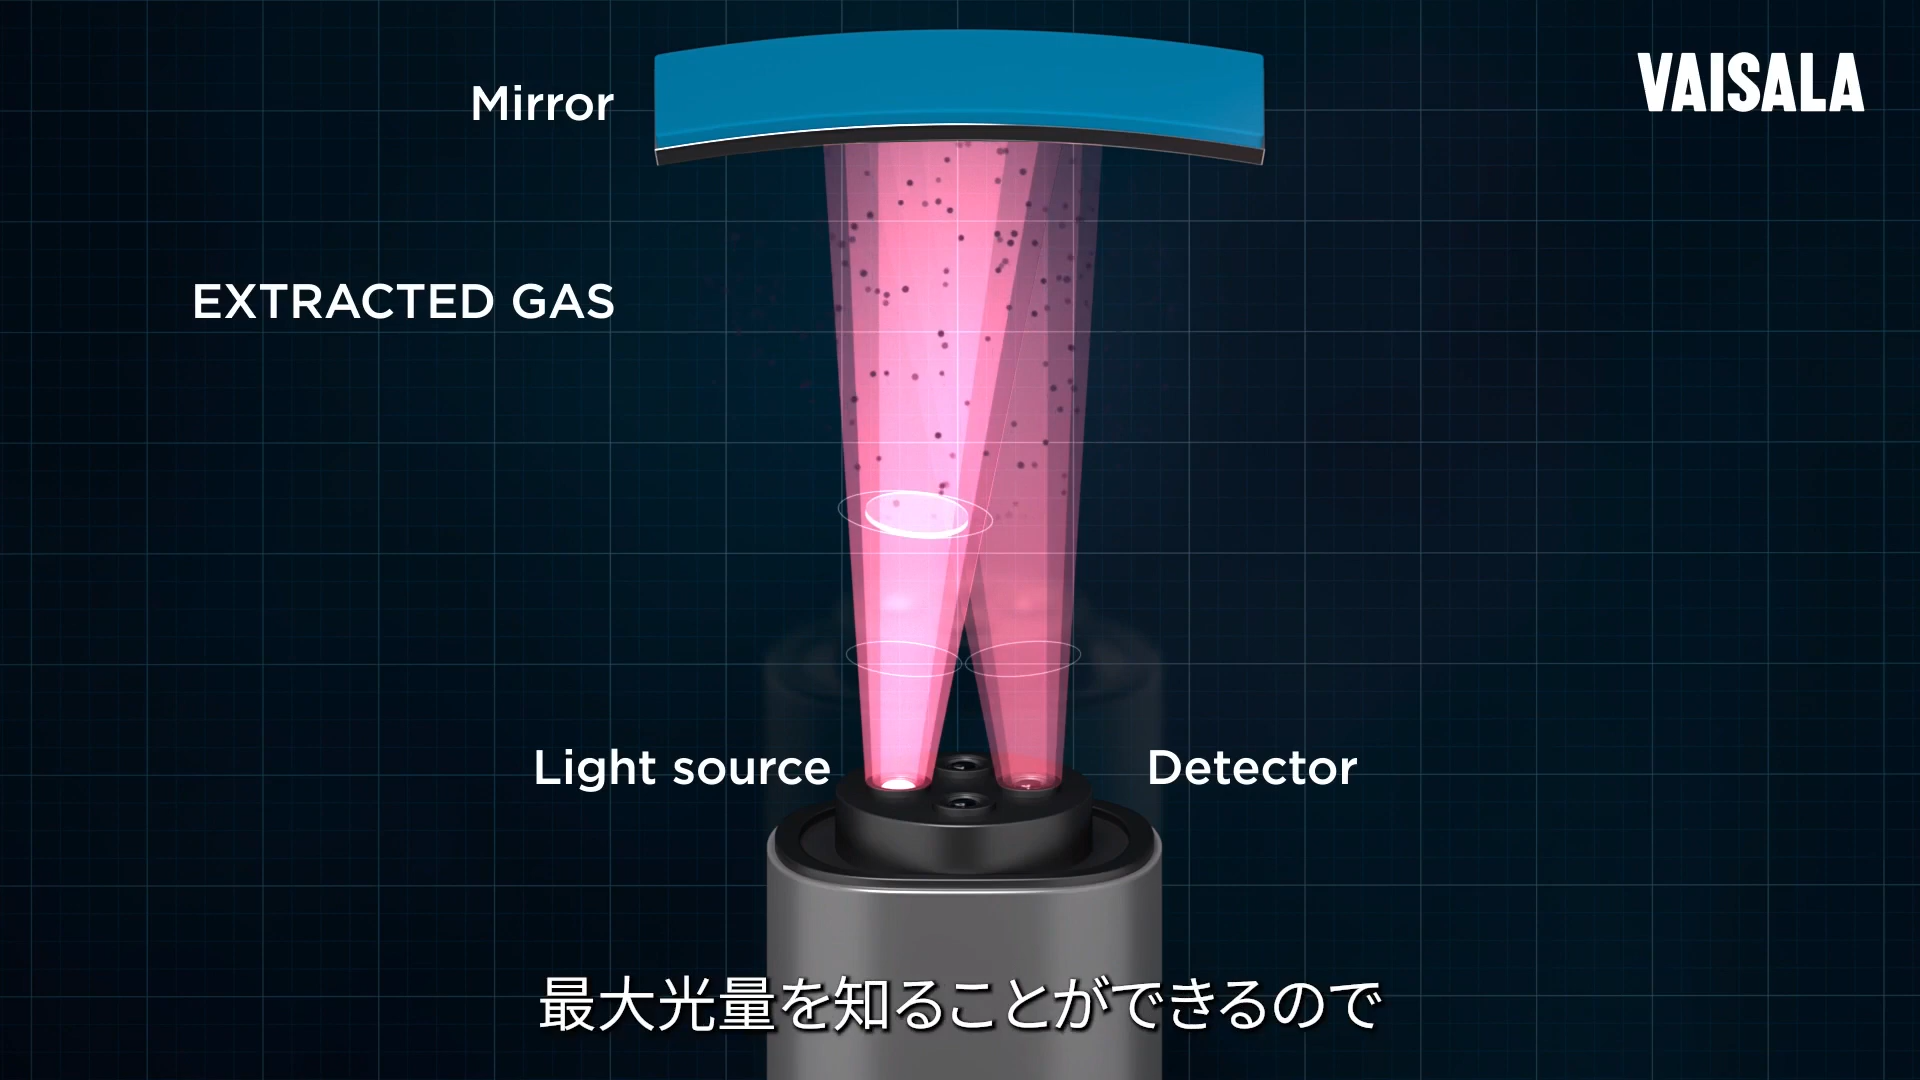 Mirror
VAISALA
EXTRACTED GAS
Light source
Detector
最大光量を知ることができるので